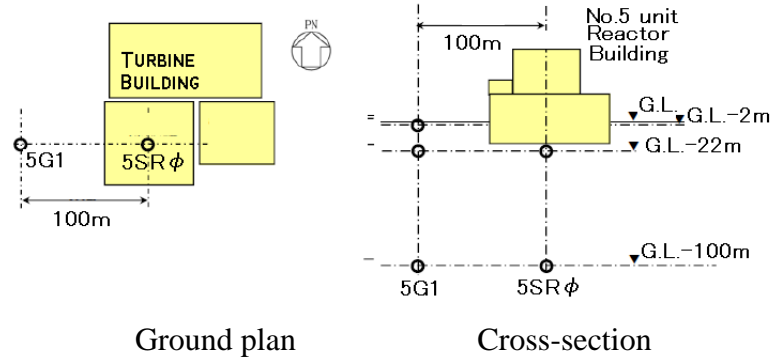 PN
TURBINE
BUILDING
5G1
5SRφ
100m
Ground plan
No.5 unit
Reactor
Building
100m
G.L.
G.L.-2m
G.L.-22m
G.L.-100m
5G1
5SRφ
Cross-section